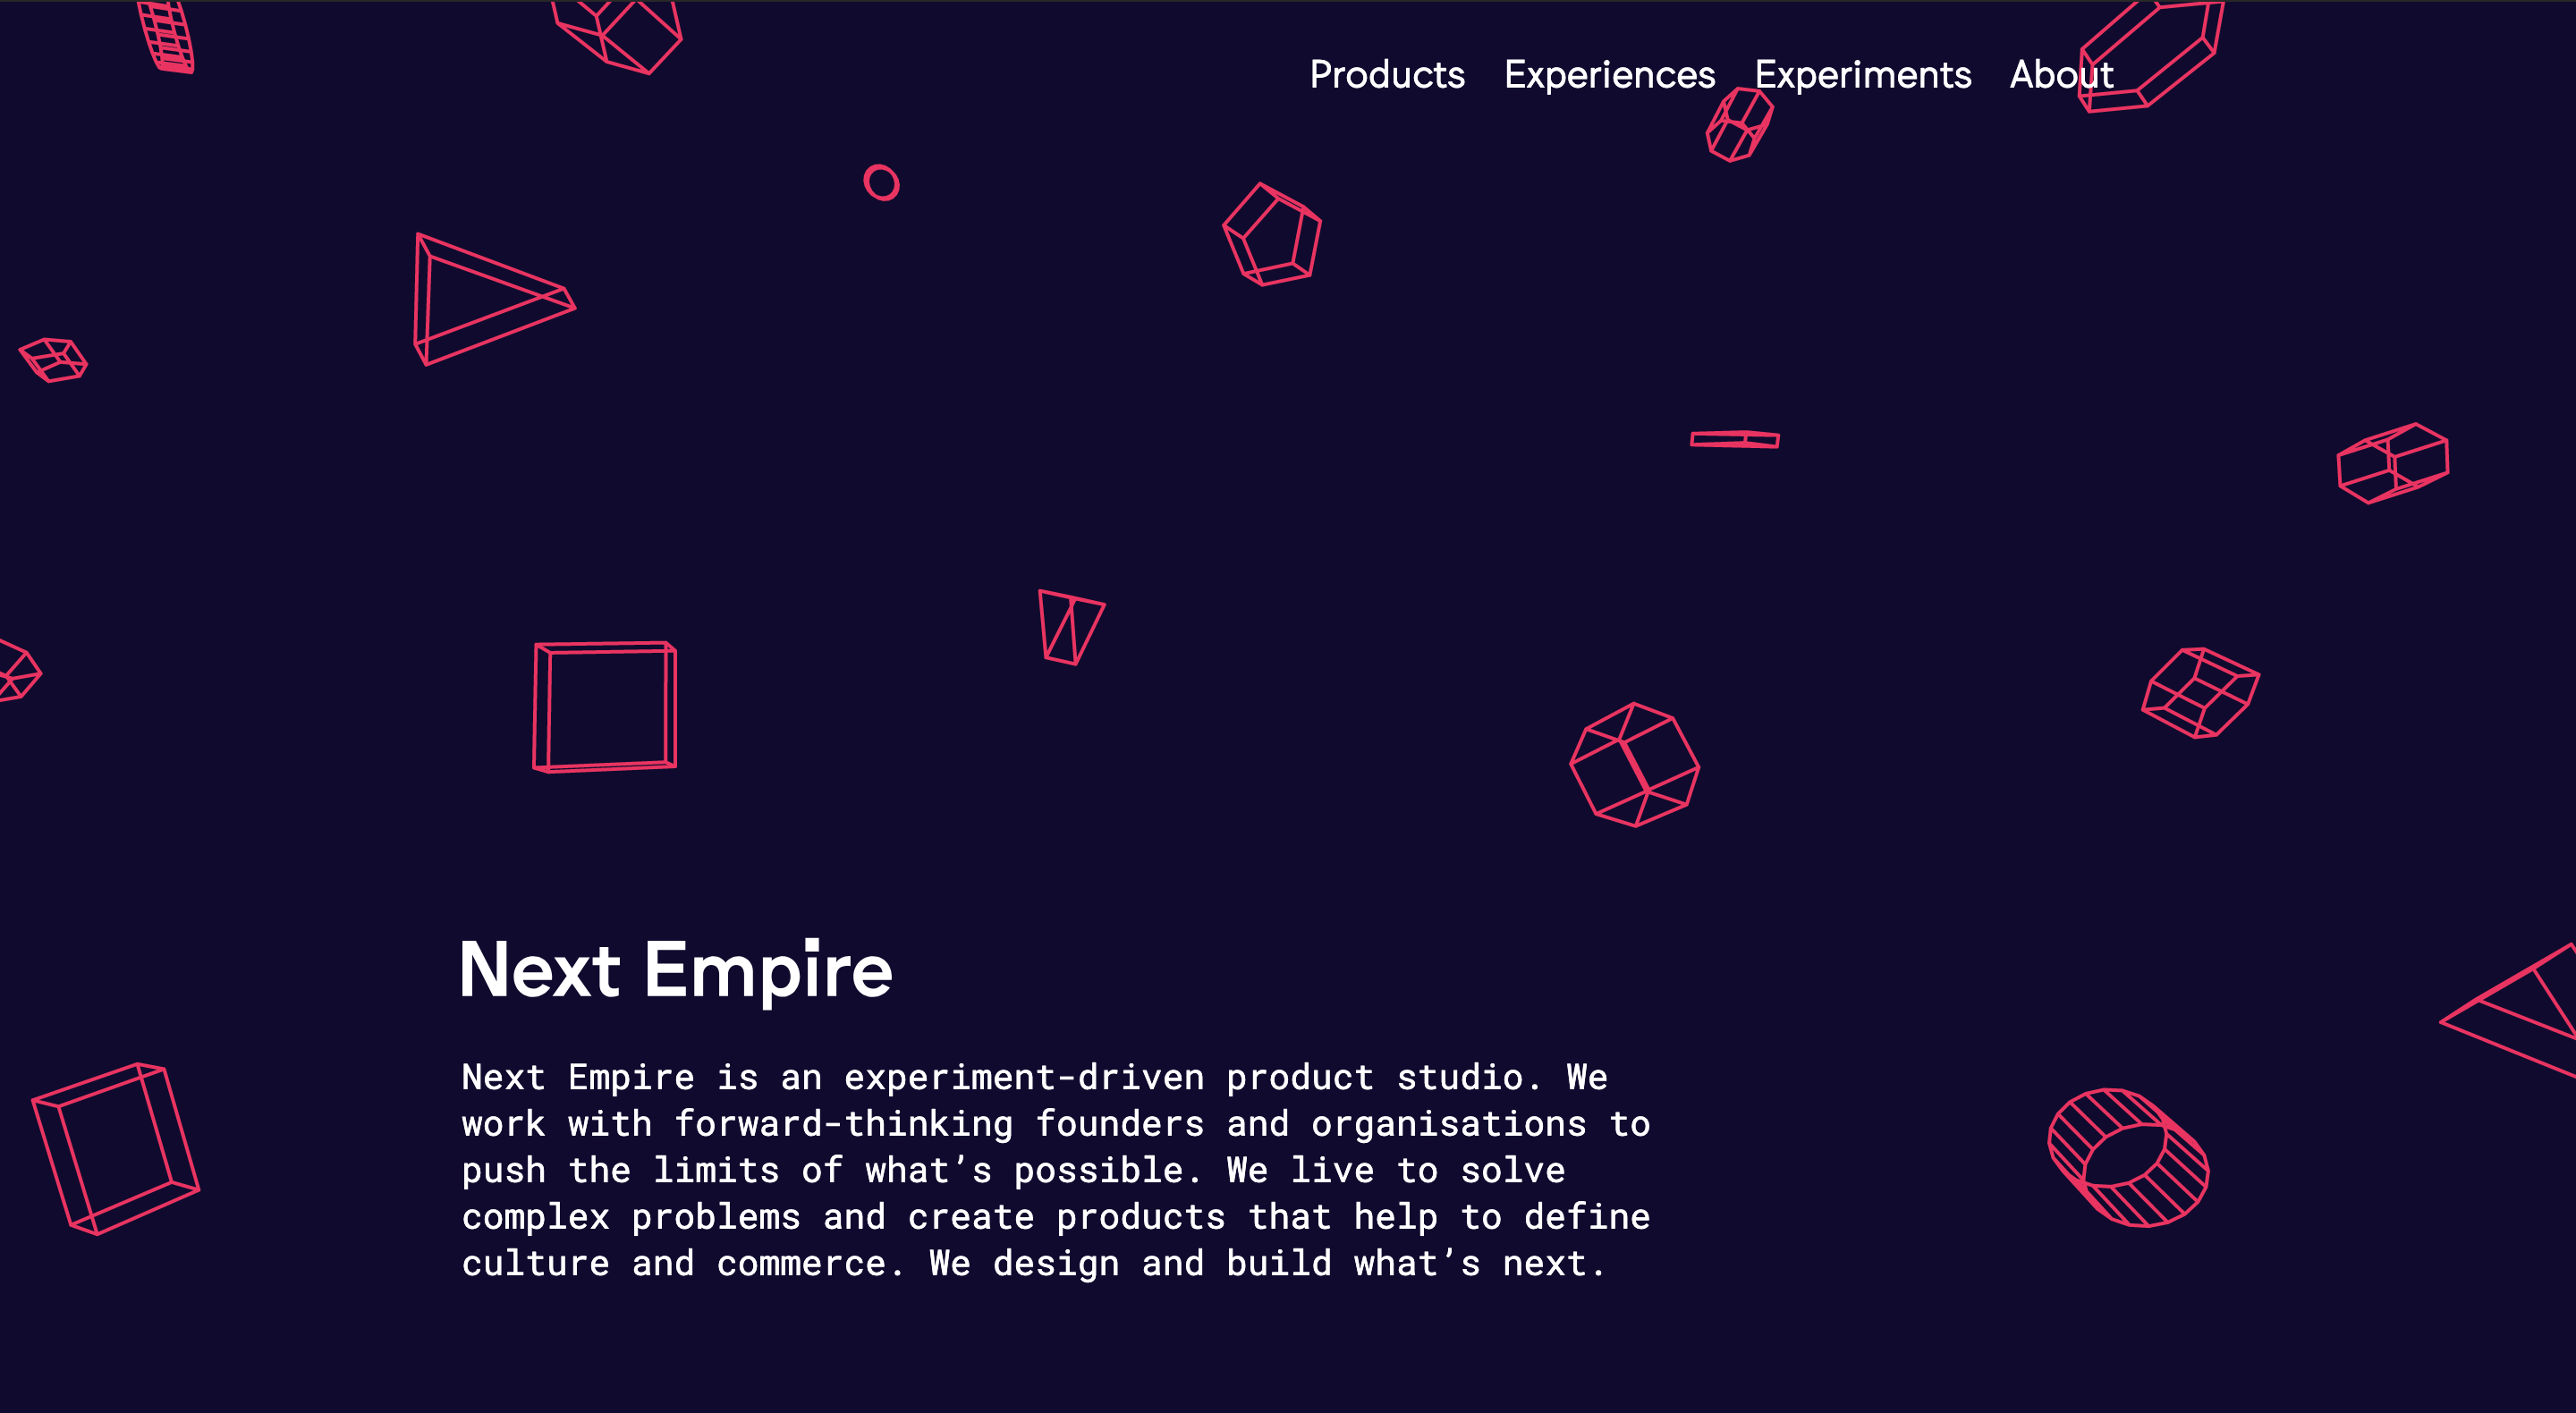 Products Experiences Experiments About
Next Empire
Next Empire is an experiment-driven product studio. We
work with forward-thinking founders and organisations to
push the limits of what’s possible. We live to solve
complex problems and create products that help to define
culture and commerce. We design and build what’s next.